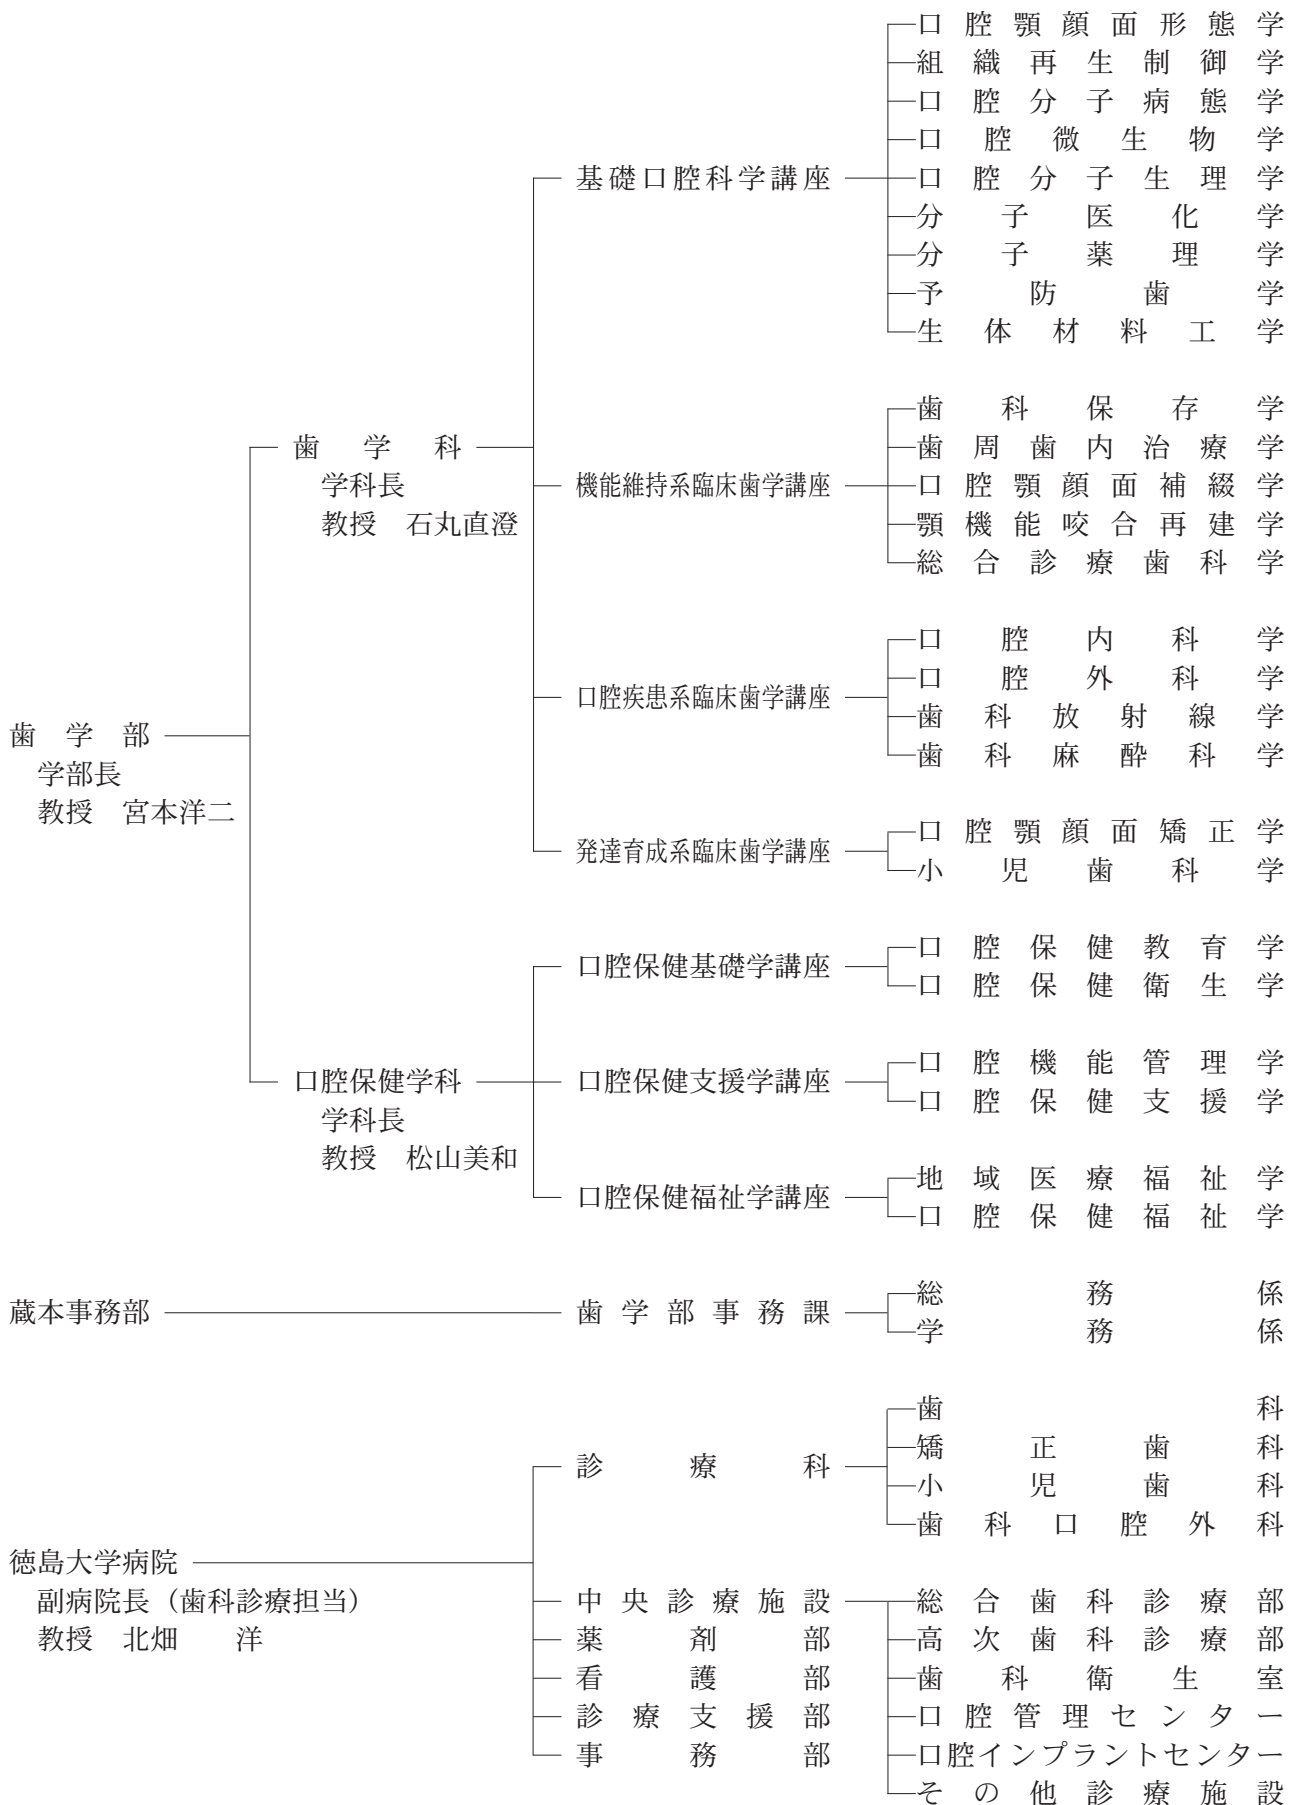 歯学部
学部長
教授　宮本洋二
歯学科
学科長
教授　石丸直澄
基礎口腔科学講座
口腔顎顔面形態学
組織再生制御学
口腔分子病態学
口腔微生物学
口腔分子生理学
分子医化学
分子薬理学
予防歯学
生体材料工学
機能維持系臨床歯学講座
歯科保存学
歯周歯内治療学
口腔顎顔面補綴学
顎機能咬合再建学
総合診療歯科学
口腔疾患系臨床歯学講座
口腔内科学
口腔外科学
歯科放射線学
歯科麻酔科学
発達育成系臨床歯学講座
口腔顎顔面矯正学
小児歯科学
口腔保健学科
学科長
教授　松山美和
口腔保健基礎学講座
口腔保健教育学
口腔保健衛生学
口腔保健支援学講座
口腔機能管理学
口腔保健支援学
口腔保健福祉学講座
地域医療福祉学
口腔保健福祉学
蔵本事務部
歯学部事務課
総務係
学務係
徳島大学病院
副病院長（歯科診療担当）
教授　北畑　洋
診療科
歯科
矯正歯科
小児歯科
歯科口腔外科
中央診療施設
総合歯科診療部
高次歯科診療部
歯科衛生室
口腔管理センター
口腔インプラントセンター
その他診療施設
薬剤部
看護部
診療支援部
事務部